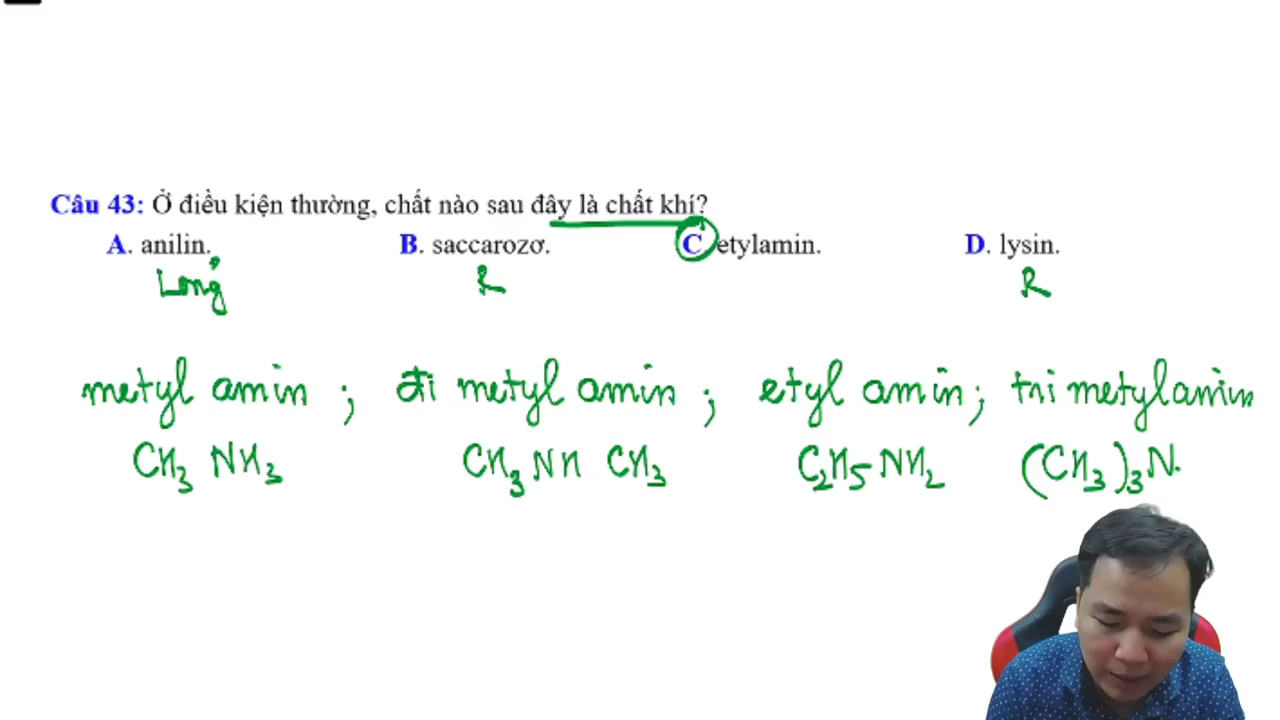 Câu 43: Ở điều kiện thường, chất nào sau đây là chất khí?
A. anilin. B. saccarozơ. C etylamin. D. lysin.
Lỏng R R
metyl amin ; đi metyl amin ; etyl amin ; tri metylamin
CH3 NH3 CH3 NH CH3 C2H5 NH2 (CH3)3N.